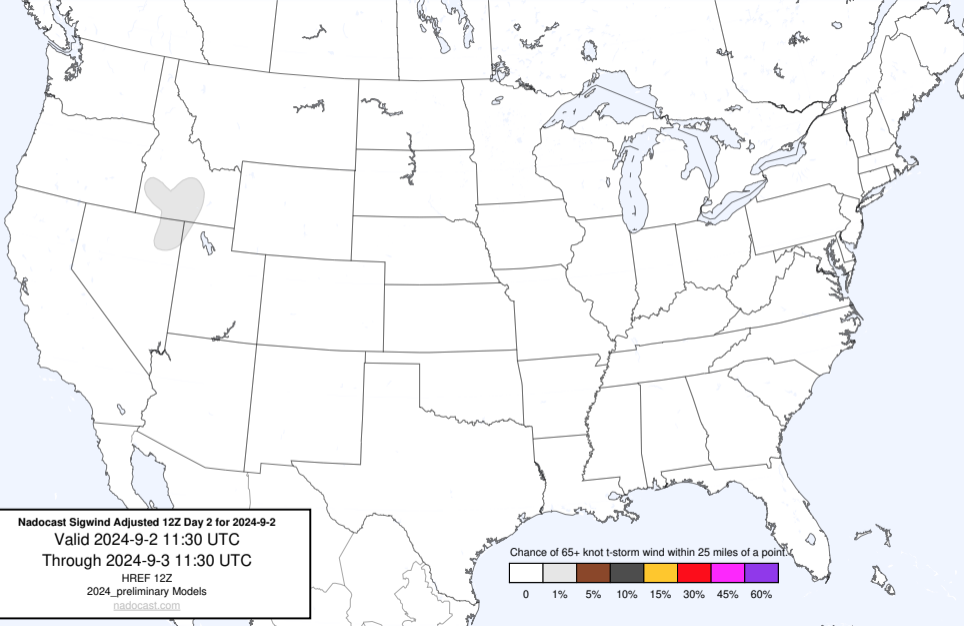 Nadocast Sigwind Adjusted 12Z Day 2 for 2024-9-2
Valid 2024-9-2 11:30 UTC
Through 2024-9-3 11:30 UTC
HREF 12Z
2024_preliminary Models
nadocast.com
Chance of 65+ knot t-storm wind within 25 miles of a point.
0 1% 5% 10% 15% 30% 45% 60%